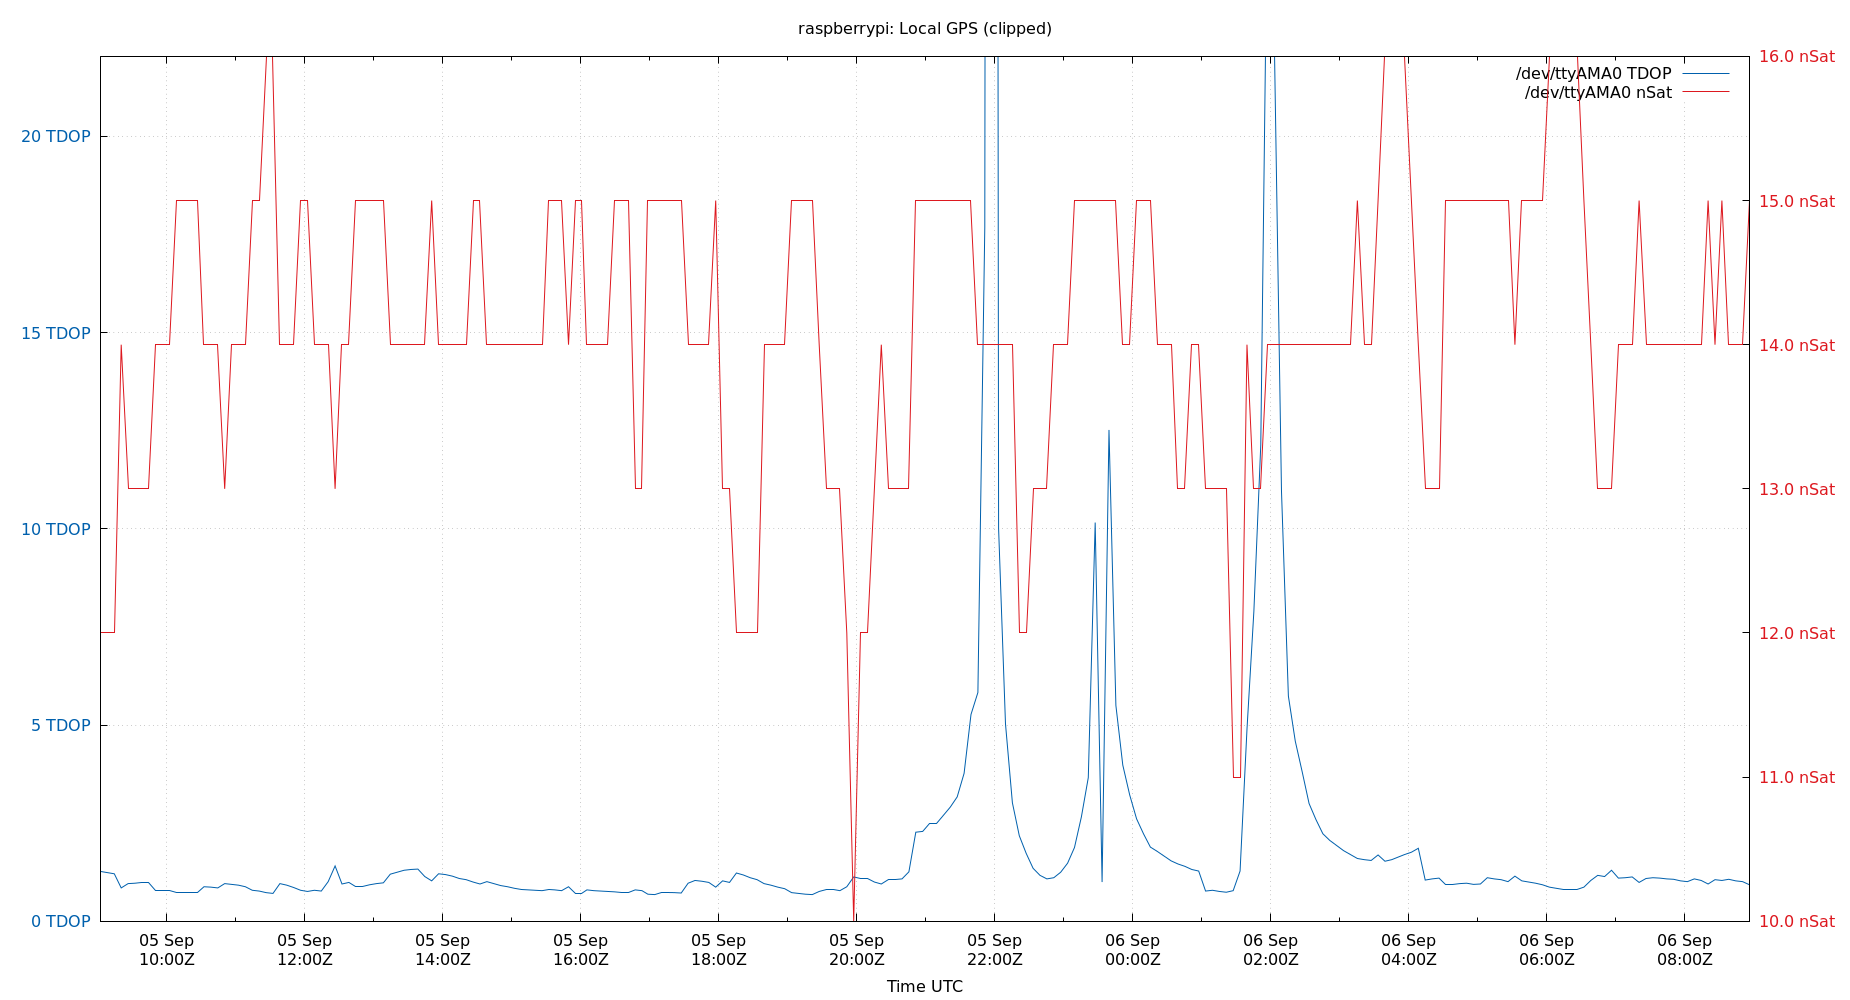 raspberrypi: Local GPS (clipped)
/dev/ttyAMA0 TDOP
/dev/ttyAMA0 nSat
20 TDOP
15 TDOP
10 TDOP
5 TDOP
0 TDOP
16.0 nSat
15.0 nSat
14.0 nSat
13.0 nSat
12.0 nSat
11.0 nSat
10.0 nSat
05 Sep 05 Sep 05 Sep 05 Sep 05 Sep 05 Sep 05 Sep 06 Sep 06 Sep 06 Sep 06 Sep 06 Sep
10:00Z 12:00Z 14:00Z 16:00Z 18:00Z 20:00Z 22:00Z 00:00Z 02:00Z 04:00Z 06:00Z 08:00Z
Time UTC